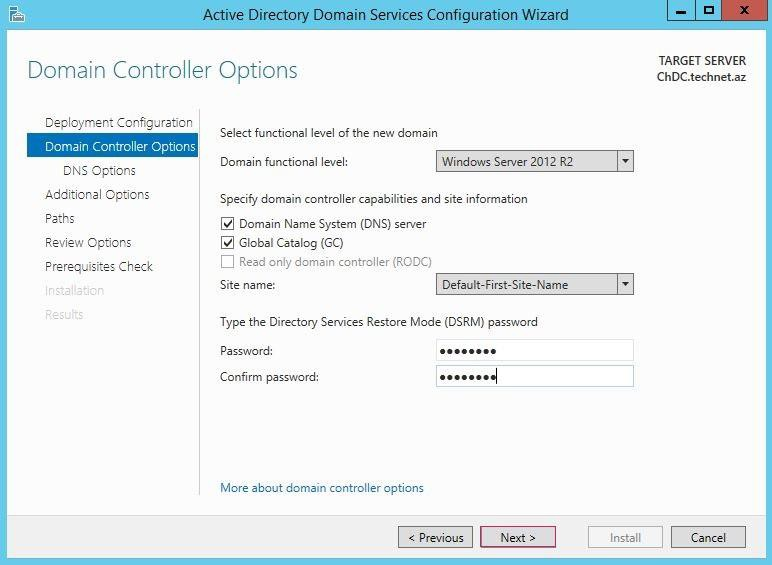 Active Directory Domain Services Configuration Wizard
Domain Controller Options
TARGET SERVER
ChDC.technet.az
Deployment Configuration
Domain Controller Options
DNS Options
Additional Options
Paths
Review Options
Prerequisites Check
Installation
Results
Select functional level of the new domain
Domain functional level: Windows Server 2012 R2
Specify domain controller capabilities and site information
Domain Name System (DNS) server
Global Catalog (GC)
Read only domain controller (RODC)
Site name: Default-First-Site-Name
Type the Directory Services Restore Mode (DSRM) password
Password: ●●●●●●●●
Confirm password: ●●●●●●●●
More about domain controller options
< Previous Next > Install Cancel